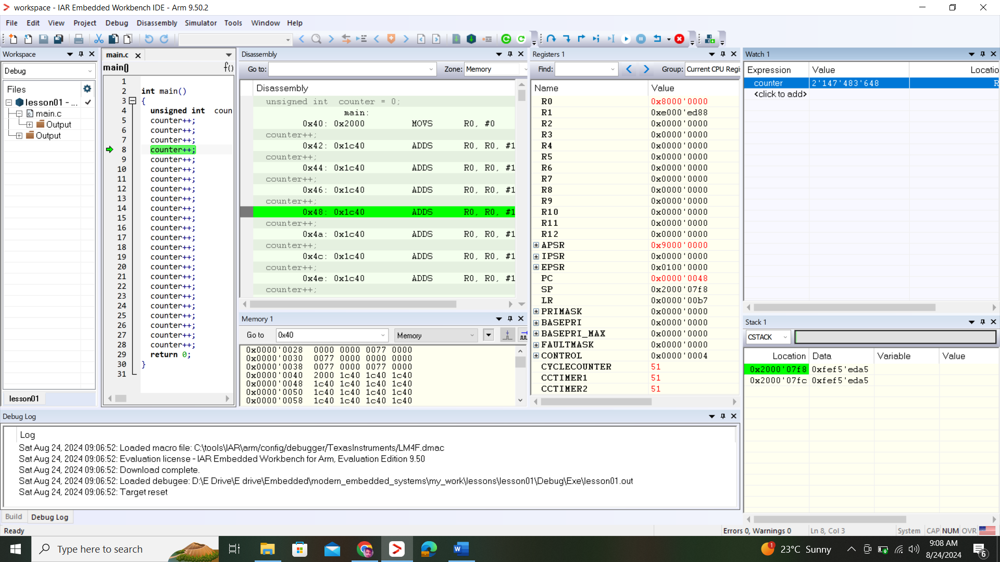 workspace - IAR Embedded Workbench IDE - Arm 9.50.2
File Edit View Project Debug Disassembly Simulator Tools Window Help
Workspace
Debug
Files
lesson01 - ...
main.c
Output
Output
lesson01
main.c
main()
f()
1
2 int main()
3 {
4 unsigned int coun
5 counter++;
6 counter++;
7 counter++;
8 counter++;
9 counter++;
10 counter++;
11 counter++;
12 counter++;
13 counter++;
14 counter++;
15 counter++;
16 counter++;
17 counter++;
18 counter++;
19 counter++;
20 counter++;
21 counter++;
22 counter++;
23 counter++;
24 counter++;
25 counter++;
26 counter++;
27 counter++;
28 counter++;
29 return 0;
30 }
31
Disassembly
Go to: Zone: Memory
Disassembly
unsigned int counter = 0;
main:
0x40: 0x2000 MOVS R0, #0
counter++;
0x42: 0x1c40 ADDS R0, R0, #1
counter++;
0x44: 0x1c40 ADDS R0, R0, #1
counter++;
0x46: 0x1c40 ADDS R0, R0, #1
counter++;
0x48: 0x1c40 ADDS R0, R0, #1
counter++;
0x4a: 0x1c40 ADDS R0, R0, #1
counter++;
0x4c: 0x1c40 ADDS R0, R0, #1
counter++;
0x4e: 0x1c40 ADDS R0, R0, #1
counter++;
Memory 1
Go to 0x40 Memory
0x0000'0028 0000 0000 0077 0000
0x0000'0030 0077 0000 0000 0000
0x0000'0038 0077 0000 0077 0000
0x0000'0040 2000 1c40 1c40 1c40
0x0000'0048 1c40 1c40 1c40 1c40
0x0000'0050 1c40 1c40 1c40 1c40
0x0000'0058 1c40 1c40 1c40 1c40
Registers 1
Find: Group: Current CPU Regi
Name Value
R0 0x8000'0000
R1 0xe000'ed88
R2 0x0000'0000
R3 0x0000'0000
R4 0x0000'0000
R5 0x0000'0000
R6 0x0000'0000
R7 0x0000'0000
R8 0x0000'0000
R9 0x0000'0000
R10 0x0000'0000
R11 0x0000'0000
R12 0x0000'0000
APSR 0x9000'0000
IPSR 0x0000'0000
EPSR 0x0100'0000
PC 0x0000'0048
SP 0x2000'07f8
LR 0x0000'00b7
PRIMASK 0x0000'0000
BASEPRI 0x0000'0000
BASEPRI_MAX 0x0000'0000
FAULTMASK 0x0000'0000
CONTROL 0x0000'0004
CYCLECOUNTER 51
CCTIMER1 51
CCTIMER2 51
Watch 1
Expression Value Locatio
counter 2'147'483'648 R
<click to add>
Stack 1
CSTACK
Location Data Variable Value
0x2000'07f8 0xfef5'eda5
0x2000'07fc 0xfef5'eda5
Debug Log
Log
Sat Aug 24, 2024 09:06:52: Loaded macro file: C:\tools\IAR\arm/config/debugger/TexasInstruments/LM4F.dmac
Sat Aug 24, 2024 09:06:52: Evaluation license - IAR Embedded Workbench for Arm, Evaluation Edition 9.50
Sat Aug 24, 2024 09:06:52: Download complete.
Sat Aug 24, 2024 09:06:52: Loaded debugee: D:\E Drive\E drive\Embedded\modern_embedded_systems\my_work\lessons\lesson01\Debug\Exe\lesson01.out
Sat Aug 24, 2024 09:06:52: Target reset
Build Debug Log
Ready Errors 0, Warnings 0 Ln 8, Col 3 System CAP NUM OVR
Type here to search
1 23°C Sunny
9:08 AM
8/24/2024
6